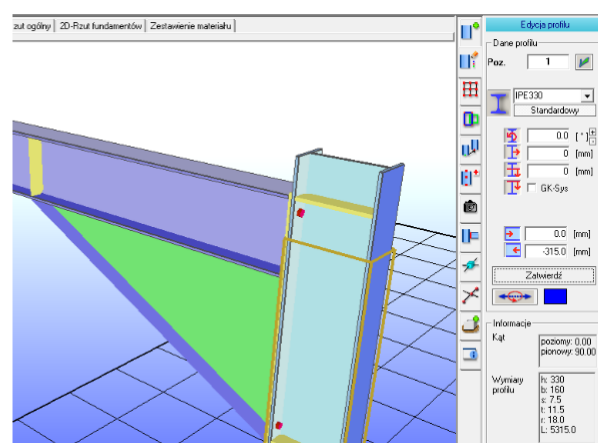 zut ogólny 2D-Rzut fundamentów Zestawienie materiału
Edycja profilu
Dane profilu
Poz. 1
IPE330
Standardowy
0.0 [°]
0 [mm]
0 [mm]
GK-Sys
0.0 [mm]
-315.0 [mm]
Zatwierdź
Informacje
Kąt
poziomy: 0.00
pionowy: 90.00
Wymiary profilu
h: 330
b: 160
s: 7.5
t: 11.5
r: 18.0
L: 5315.0